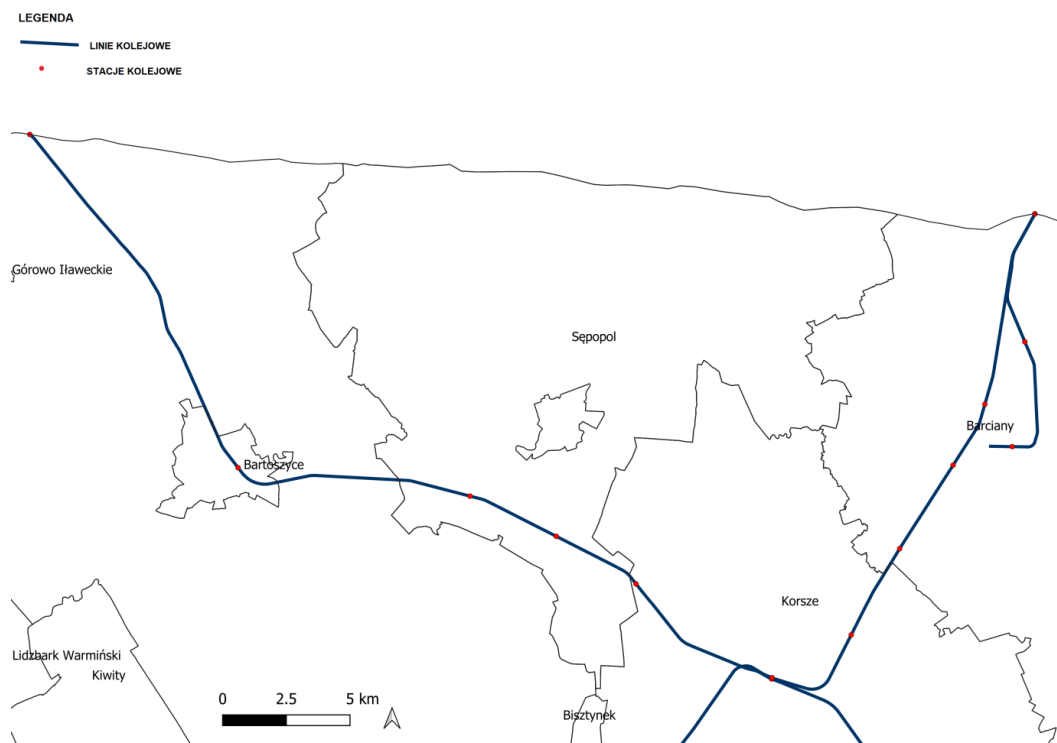 LEGENDA
LINIE KOLEJOWE
STACJE KOLEJOWE
Górowo Iławeckie
Sępopol
Barciany
Bartoszyce
Korsze
Lidzbark Warmiński
Kiwity
0 2.5 5 km
Bisztynek